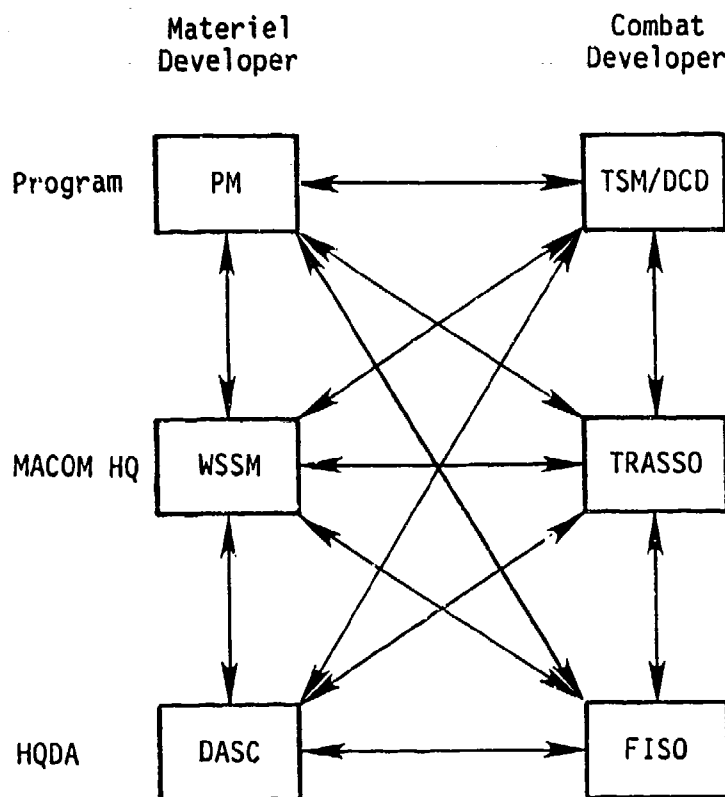 Materiel Developer
Combat Developer
Program
PM
TSM/DCD
MACOM HQ
WSSM
TRASSO
HQDA
DASC
FISO